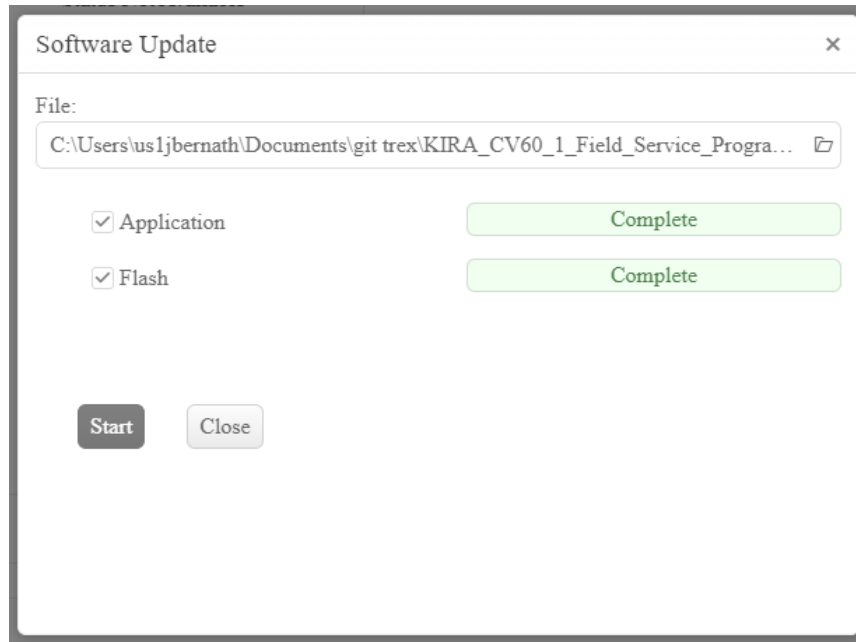 Software Update
File:
C:\Users\us1jbernath\Documents\git trex\KIRA_CV60_1_Field_Service_Progra...
Application
Complete
Flash
Complete
Start
Close